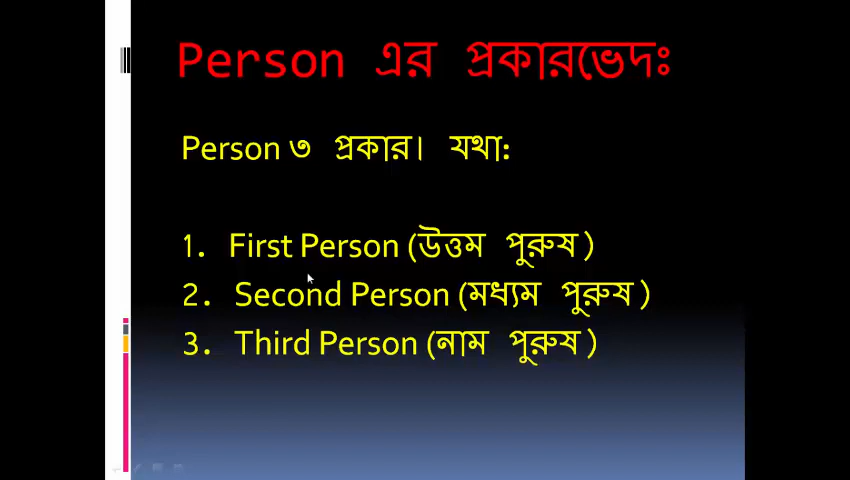 Person এর প্রকারভেদঃ
Person ৩ প্রকার। যথা:
1. First Person (উত্তম পুরুষ)
2. Second Person (মধ্যম পুরুষ)
3. Third Person (নাম পুরুষ)